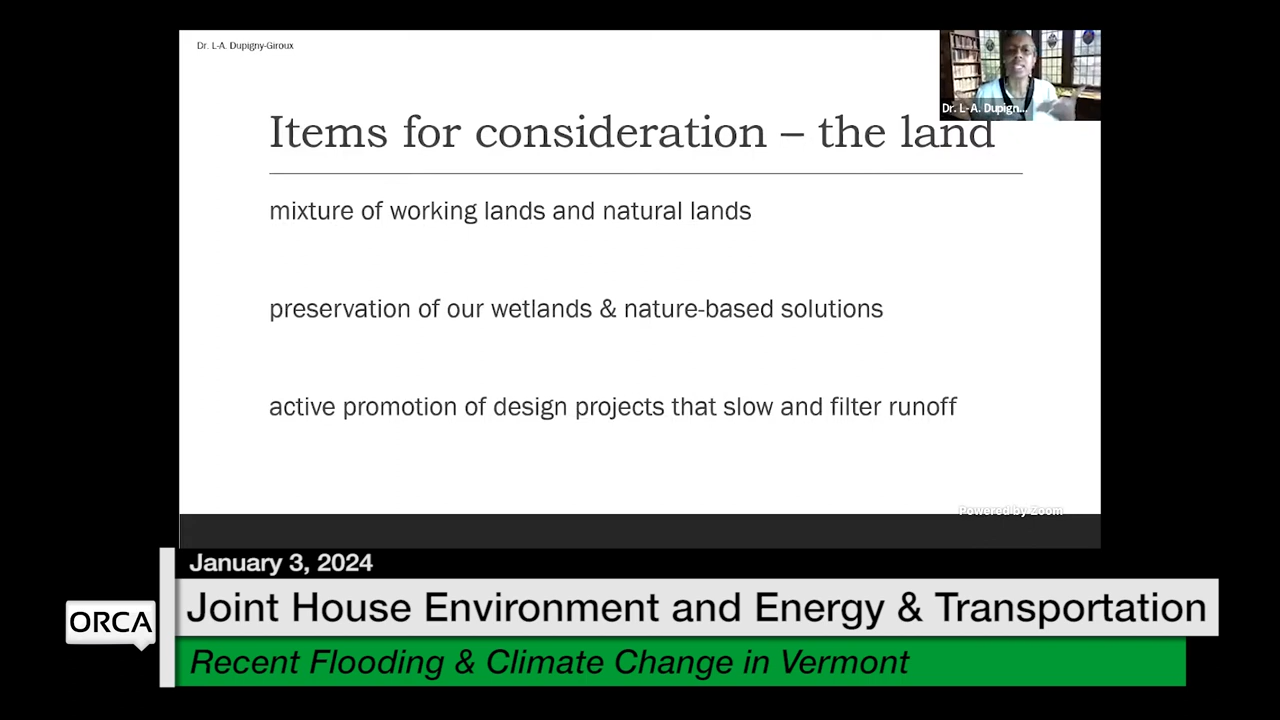 Dr. L-A. Dupigny-Giroux
Dr. L-A. Dupign...
Items for consideration – the land
mixture of working lands and natural lands
preservation of our wetlands & nature-based solutions
active promotion of design projects that slow and filter runoff
Powered by Zoom
January 3, 2024
ORCA
Joint House Environment and Energy & Transportation
Recent Flooding & Climate Change in Vermont